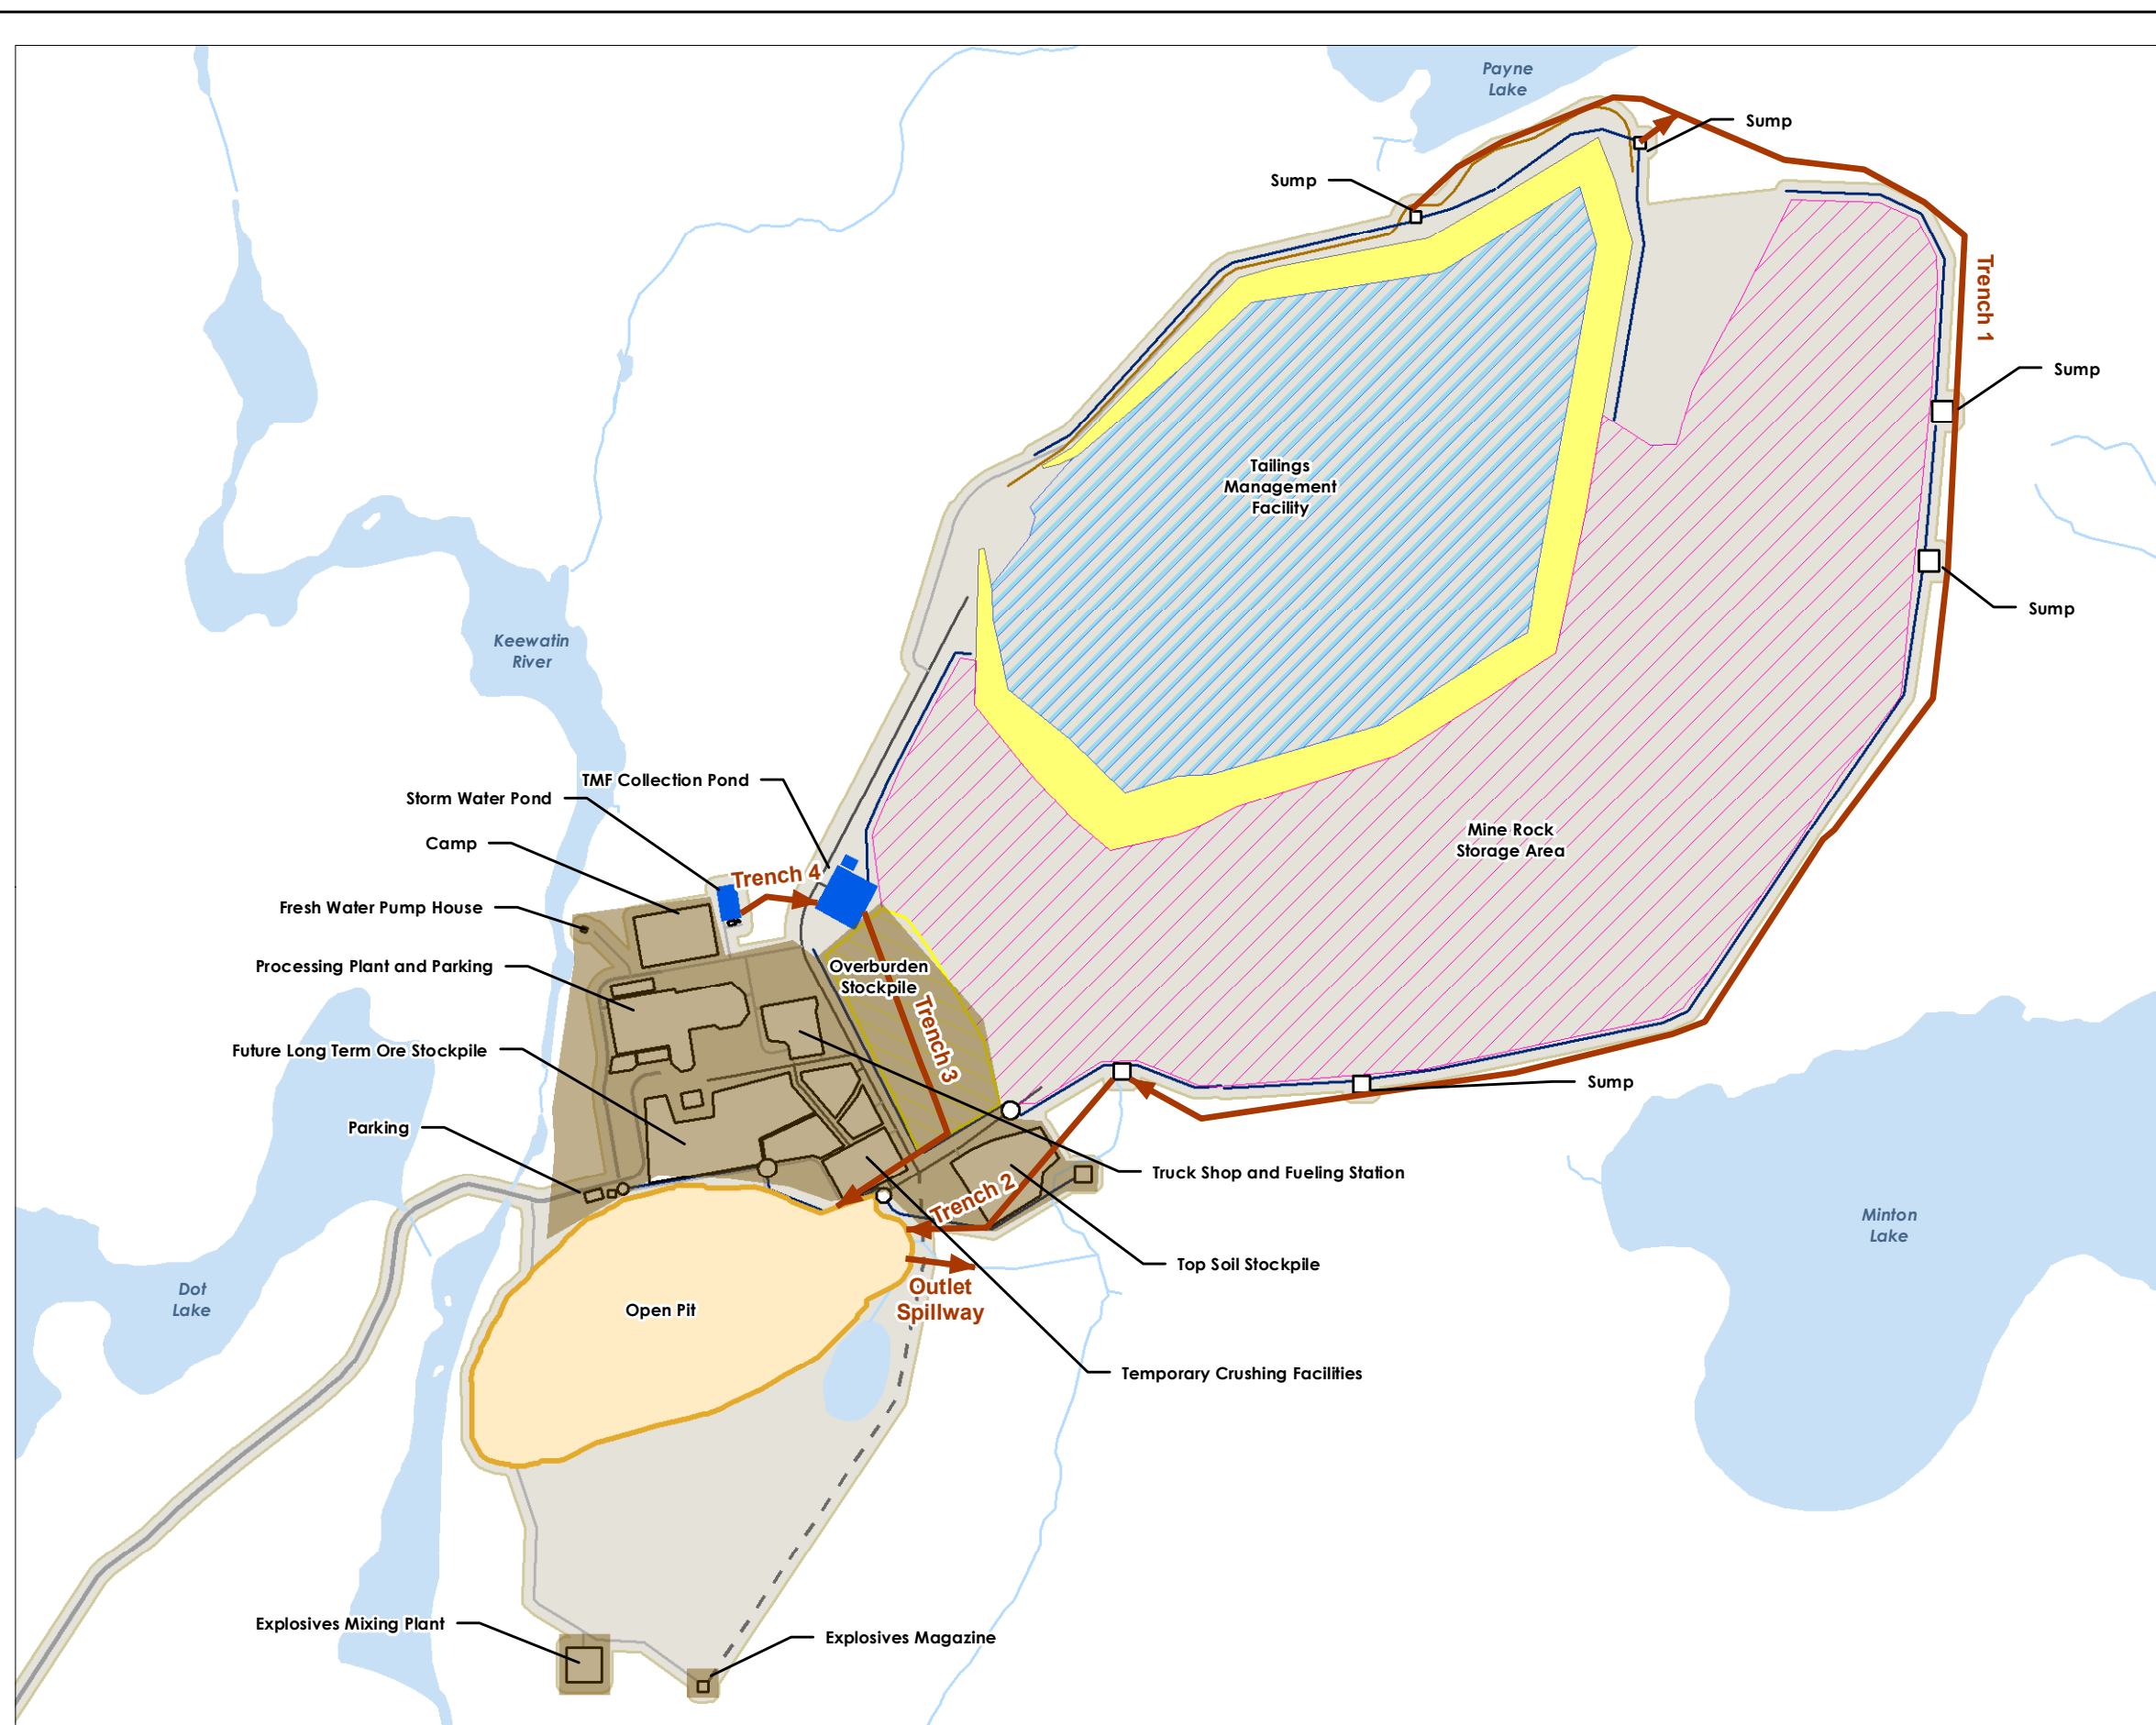 Payne
Lake
Sump
Sump
Trench 1
Sump
Tailings
Management
Facility
Sump
Keewatin
River
TMF Collection Pond
Storm Water Pond
Mine Rock
Storage Area
Camp
Trench 4
Fresh Water Pump House
Processing Plant and Parking
Overburden
Stockpile
Trench 3
Future Long Term Ore Stockpile
Sump
Parking
Truck Shop and Fueling Station
Trench 2
Minton
Lake
Top Soil Stockpile
Dot
Lake
Outlet
Spillway
Open Pit
Temporary Crushing Facilities
Explosives Mixing Plant
Explosives Magazine